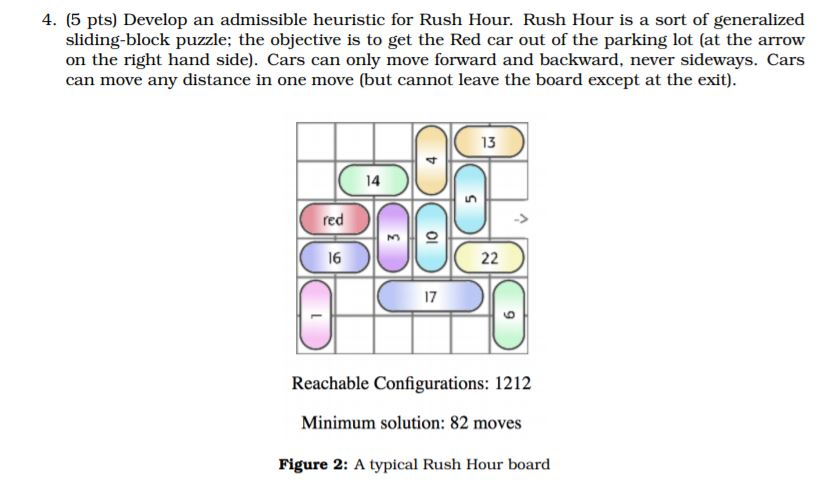 4. (5 pts) Develop an admissible heuristic for Rush Hour. Rush Hour is a sort of generalized
sliding-block puzzle; the objective is to get the Red car out of the parking lot (at the arrow
on the right hand side). Cars can only move forward and backward, never sideways. Cars
can move any distance in one move (but cannot leave the board except at the exit).
13
4
14
5
red
3
10
->
16
22
17
1
6
Reachable Configurations: 1212
Minimum solution: 82 moves
Figure 2: A typical Rush Hour board